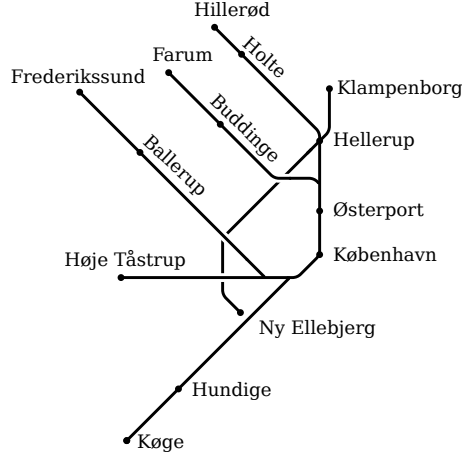 Hillerød
Holte
Farum
Frederikssund
Klampenborg
Buddinge
Ballerup
Hellerup
Østerport
København
Høje Tåstrup
Ny Ellebjerg
Hundige
Køge